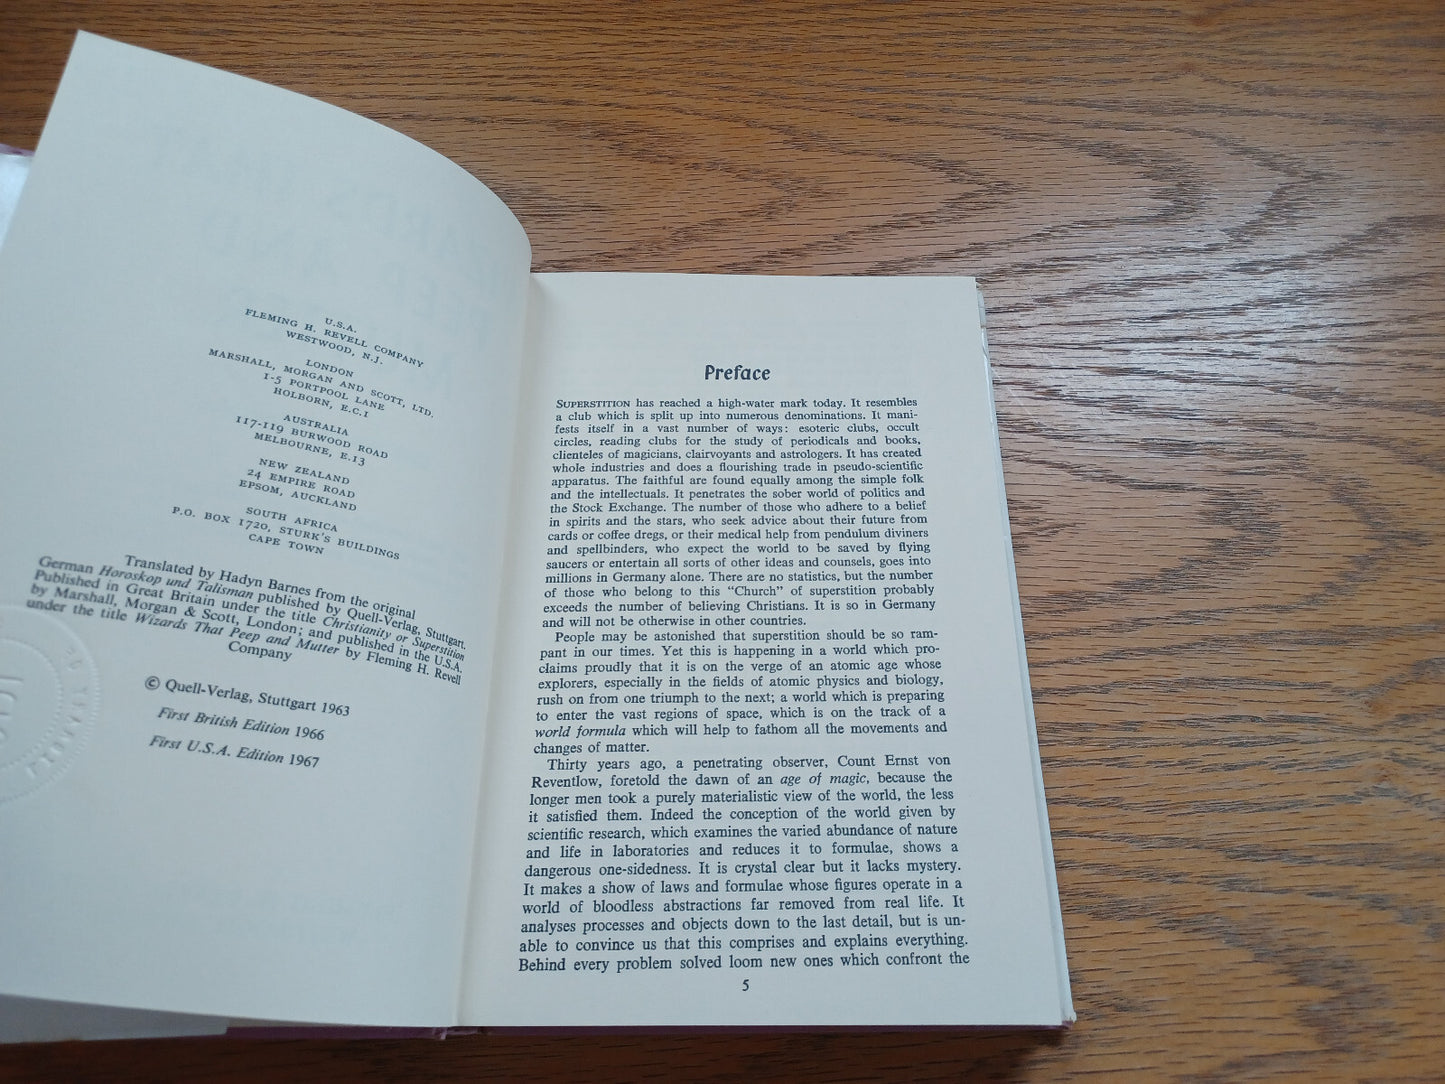 U.S.A.
FLEMING H. REVELL COMPANY
WESTWOOD, N.J.
LONDON
MARSHALL, MORGAN AND SCOTT, LTD.
1-5 PORTPOOL LANE
HOLBORN, E.C.1
AUSTRALIA
117-119 BURWOOD ROAD
MELBOURNE, E.13
NEW ZEALAND
24 EMPIRE ROAD
EPSOM, AUCKLAND
SOUTH AFRICA
P.O. BOX 1720, STURK'S BUILDINGS
CAPE TOWN
Translated by Hadyn Barnes from the original
German Horoskop und Talisman published by Quell-Verlag, Stuttgart.
Published in Great Britain under the title Christianity or Superstition
by Marshall, Morgan & Scott, London; and published in the U.S.A.
under the title Wizards That Peep and Mutter by Fleming H. Revell
Company
© Quell-Verlag, Stuttgart 1963
First British Edition 1966
First U.S.A. Edition 1967
Preface
SUPERSTITION has reached a high-water mark today. It resembles
a club which is split up into numerous denominations. It mani-
fests itself in a vast number of ways: esoteric clubs, occult
circles, reading clubs for the study of periodicals and books,
clienteles of magicians, clairvoyants and astrologers. It has created
whole industries and does a flourishing trade in pseudo-scientific
apparatus. The faithful are found equally among the simple folk
and the intellectuals. It penetrates the sober world of politics and
the Stock Exchange. The number of those who adhere to a belief
in spirits and the stars, who seek advice about their future from
cards or coffee dregs, or their medical help from pendulum diviners
and spellbinders, who expect the world to be saved by flying
saucers or entertain all sorts of other ideas and counsels, goes into
millions in Germany alone. There are no statistics, but the number
of those who belong to this "Church" of superstition probably
exceeds the number of believing Christians. It is so in Germany
and will not be otherwise in other countries.
People may be astonished that superstition should be so ram-
pant in our times. Yet this is happening in a world which pro-
claims proudly that it is on the verge of an atomic age whose
explorers, especially in the fields of atomic physics and biology,
rush on from one triumph to the next; a world which is preparing
to enter the vast regions of space, which is on the track of a
world formula which will help to fathom all the movements and
changes of matter.
Thirty years ago, a penetrating observer, Count Ernst von
Reventlow, foretold the dawn of an age of magic, because the
longer men took a purely materialistic view of the world, the less
it satisfied them. Indeed the conception of the world given by
scientific research, which examines the varied abundance of nature
and life in laboratories and reduces it to formulae, shows a
dangerous one-sidedness. It is crystal clear but it lacks mystery.
It makes a show of laws and formulae whose figures operate in a
world of bloodless abstractions far removed from real life. It
analyses processes and objects down to the last detail, but is un-
able to convince us that this comprises and explains everything.
Behind every problem solved loom new ones which confront the
5